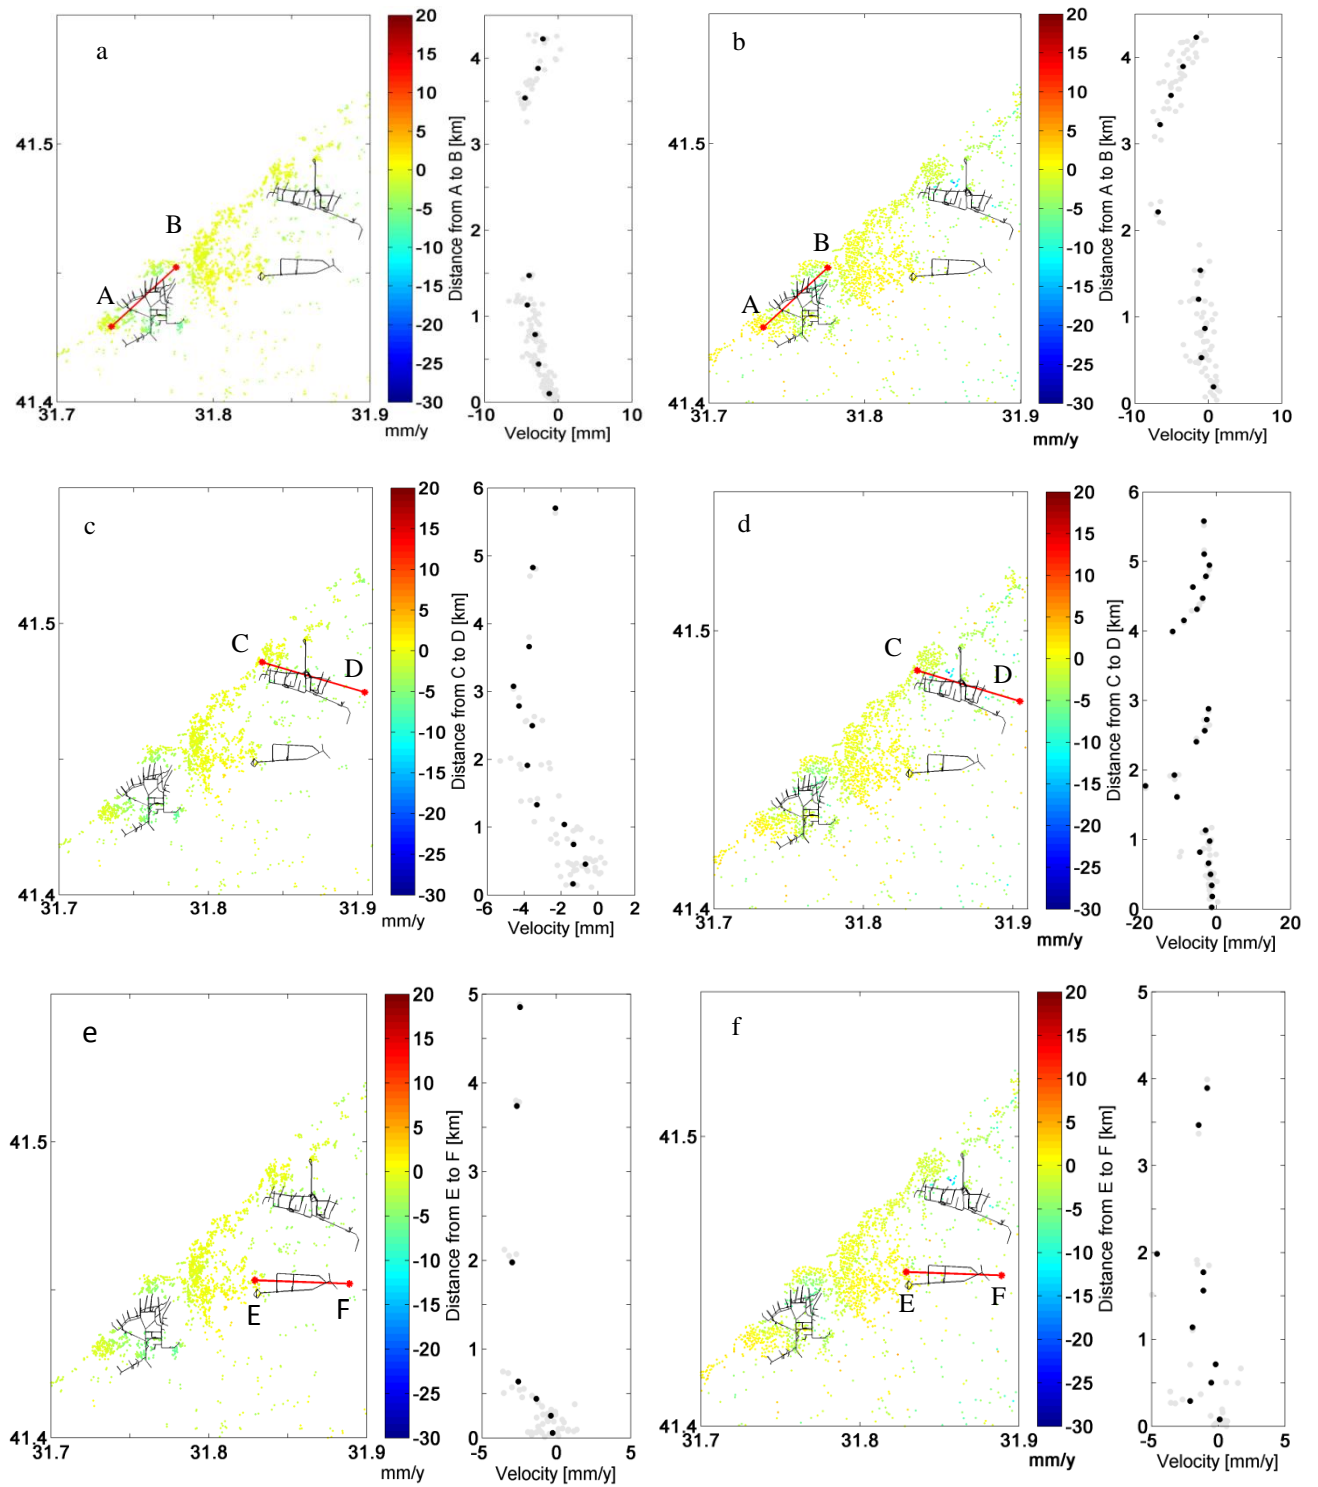 a
A
B
41.5
41.4
31.7 31.8 31.9
20
15
10
5
0
-5
-10
-15
-20
-25
-30
mm/y
Distance from A to B [km]
4
3
2
1
0
-10 0 10
Velocity [mm]
b
A
B
41.5
41.4
31.7 31.8 31.9
20
15
10
5
0
-5
-10
-15
-20
-25
-30
mm/y
Distance from A to B [km]
4
3
2
1
0
-10 0 10
Velocity [mm/y]
c
C
D
41.5
41.4
31.7 31.8 31.9
20
15
10
5
0
-5
-10
-15
-20
-25
-30
mm/y
Distance from C to D [km]
6
5
4
3
2
1
0
-6 -4 -2 0 2
Velocity [mm]
d
C
D
41.5
41.4
31.7 31.8 31.9
20
15
10
5
0
-5
-10
-15
-20
-25
-30
mm/y
Distance from C to D [km]
6
5
4
3
2
1
0
-20 0 20
Velocity [mm/y]
e
E
F
41.5
41.4
31.7 31.8 31.9
20
15
10
5
0
-5
-10
-15
-20
-25
-30
mm/y
Distance from E to F [km]
5
4
3
2
1
0
-5 0 5
Velocity [mm/y]
f
E
F
41.5
41.4
31.7 31.8 31.9
20
15
10
5
0
-5
-10
-15
-20
-25
-30
mm/y
Distance from E to F [km]
5
4
3
2
1
0
-5 0 5
Velocity [mm/y]